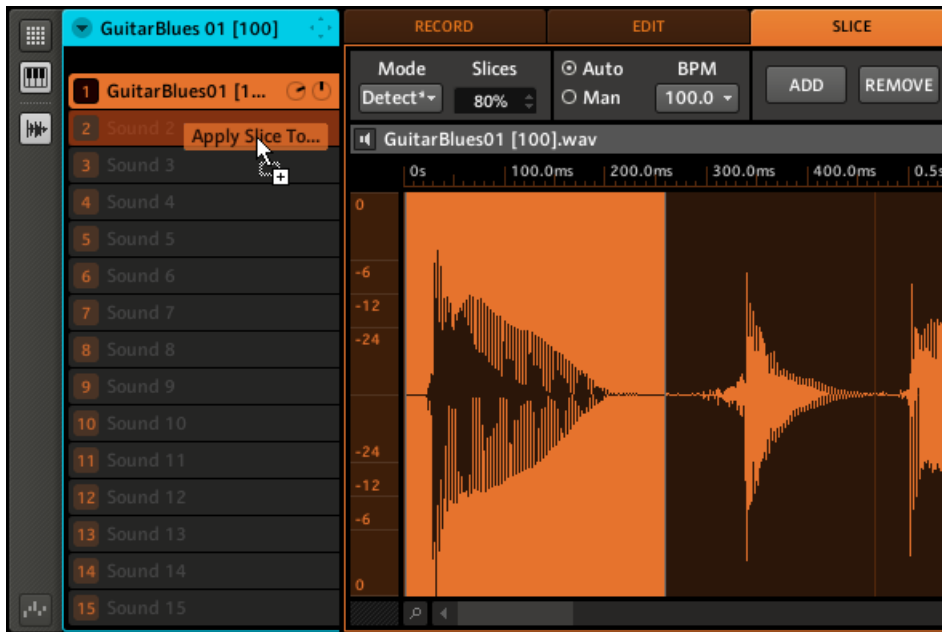 GuitarBlues 01 [100]
RECORD
EDIT
SLICE
Mode
Slices
Auto
BPM
Detect*
80%
Man
100.0
ADD
REMOVE
1 GuitarBlues01 [1...
2 Sound 2
Apply Slice To...
3 Sound 3
4 Sound 4
5 Sound 5
6 Sound 6
7 Sound 7
8 Sound 8
9 Sound 9
10 Sound 10
11 Sound 11
12 Sound 12
13 Sound 13
14 Sound 14
15 Sound 15
GuitarBlues01 [100].wav
0s 100.0ms 200.0ms 300.0ms 400.0ms 0.5s
0
-6
-12
-24
-24
-12
-6
0